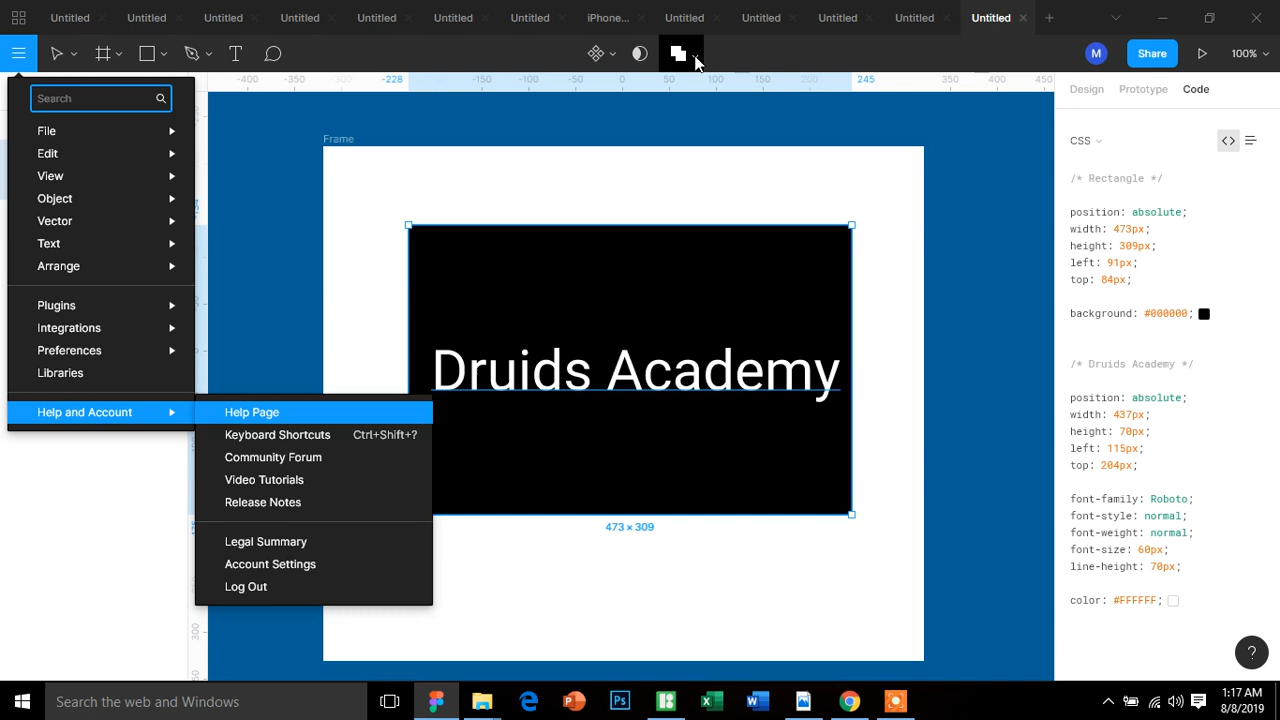 Untitled Untitled Untitled Untitled Untitled Untitled Untitled iPhone... Untitled Untitled Untitled Untitled Untitled
M Share 100%
-400 -300 -228 -150 -100 -50 0 50 100 150 200 245 300 350 400 450
Search
File
Edit
View
Object
Vector
Text
Arrange
Plugins
Integrations
Preferences
Libraries
Help and Account
Help Page
Keyboard Shortcuts Ctrl+Shift+?
Community Forum
Video Tutorials
Release Notes
Legal Summary
Account Settings
Log Out
300
Frame
Druids Academy
473 × 309
Design Prototype Code
CSS
/* Rectangle */
position: absolute;
width: 473px;
height: 309px;
left: 91px;
top: 84px;
background: #000000;
/* Druids Academy */
position: absolute;
width: 437px;
height: 70px;
left: 115px;
top: 204px;
font-family: Roboto;
font-style: normal;
font-weight: normal;
font-size: 60px;
line-height: 70px;
color: #FFFFFF;
?
Search the web and Windows
1:17 AM
8/8/2019